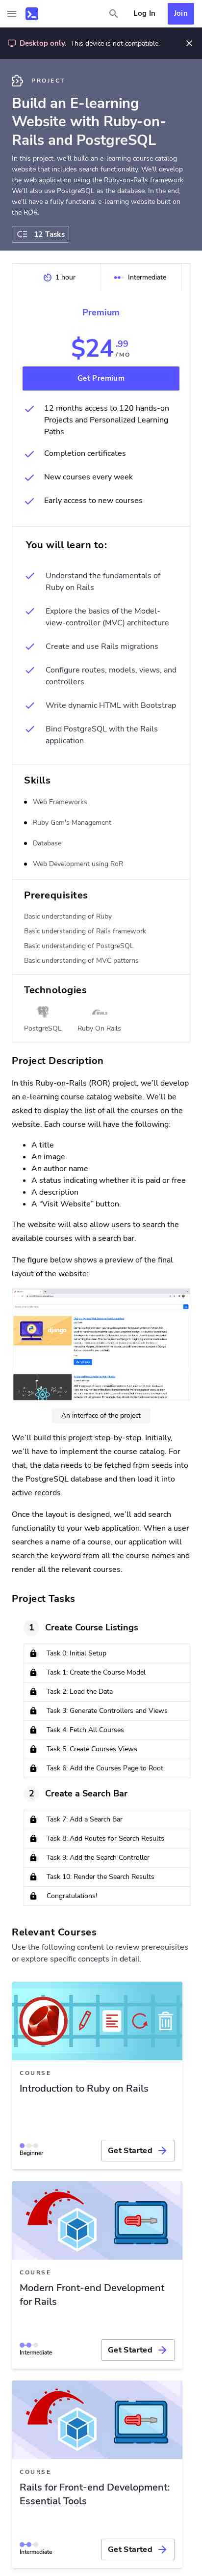 Log In
Join
Desktop only. This device is not compatible.
PROJECT
Build an E-learning
Website with Ruby-on-
Rails and PostgreSQL
In this project, we'll build an e-learning course catalog
website that includes search functionality. We'll develop
the web application using the Ruby-on-Rails framework.
We'll also use PostgreSQL as the database. In the end,
we'll have a fully functional e-learning website built on
the ROR.
12 Tasks
1 hour
Intermediate
Premium
$24.99
/ MO
Get Premium
12 months access to 120 hands-on
Projects and Personalized Learning
Paths
Completion certificates
New courses every week
Early access to new courses
You will learn to:
Understand the fundamentals of
Ruby on Rails
Explore the basics of the Model-
view-controller (MVC) architecture
Create and use Rails migrations
Configure routes, models, views, and
controllers
Write dynamic HTML with Bootstrap
Bind PostgreSQL with the Rails
application
Skills
Web Frameworks
Ruby Gem's Management
Database
Web Development using RoR
Prerequisites
Basic understanding of Ruby
Basic understanding of Rails framework
Basic understanding of PostgreSQL
Basic understanding of MVC patterns
Technologies
PostgreSQL
Ruby On Rails
Project Description
In this Ruby-on-Rails (ROR) project, we'll develop
an e-learning course catalog website. We'll be
asked to display the list of all the courses on the
website. Each course will have the following:
• A title
• An image
• An author name
• A status indicating whether it is paid or free
• A description
• A “Visit Website” button.
The website will also allow users to search the
available courses with a search bar.
The figure below shows a preview of the final
layout of the website:
django
An interface of the project
We'll build this project step-by-step. Initially,
we'll have to implement the course catalog. For
that, the data needs to be fetched from seeds into
the PostgreSQL database and then load it into
active records.
Once the layout is designed, we'll add search
functionality to your web application. When a user
searches a name of a course, our application will
search the keyword from all the course names and
render all the relevant courses.
Project Tasks
1 Create Course Listings
Task 0: Initial Setup
Task 1: Create the Course Model
Task 2: Load the Data
Task 3: Generate Controllers and Views
Task 4: Fetch All Courses
Task 5: Create Courses Views
Task 6: Add the Courses Page to Root
2 Create a Search Bar
Task 7: Add a Search Bar
Task 8: Add Routes for Search Results
Task 9: Add the Search Controller
Task 10: Render the Search Results
Congratulations!
Relevant Courses
Use the following content to review prerequisites
or explore specific concepts in detail.
COURSE
Introduction to Ruby on Rails
Beginner
Get Started
COURSE
Modern Front-end Development
for Rails
Intermediate
Get Started
COURSE
Rails for Front-end Development:
Essential Tools
Intermediate
Get Started